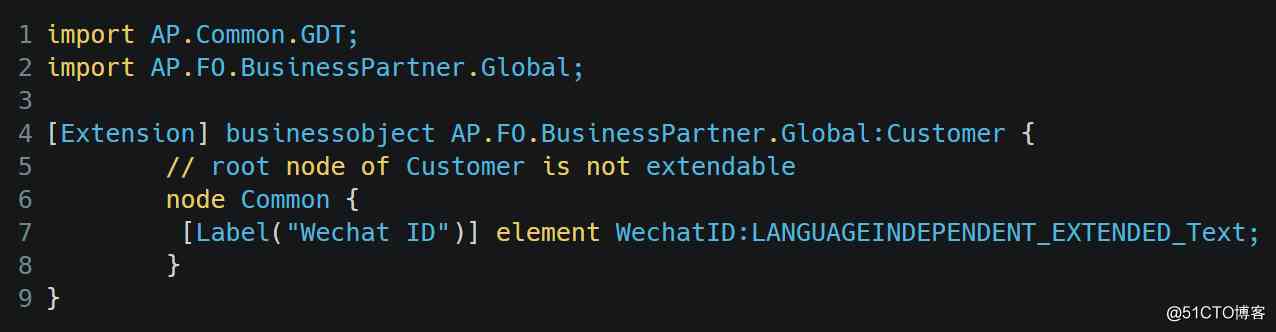 1 import AP.Common.GDT;
2 import AP.FO.BusinessPartner.Global;
3
4 [Extension] businessobject AP.FO.BusinessPartner.Global:Customer {
5 // root node of Customer is not extendable
6 node Common {
7 [Label("Wechat ID")] element WechatID:LANGUAGEINDEPENDENT_EXTENDED_Text;
8 }
9 }
@51CTO博客